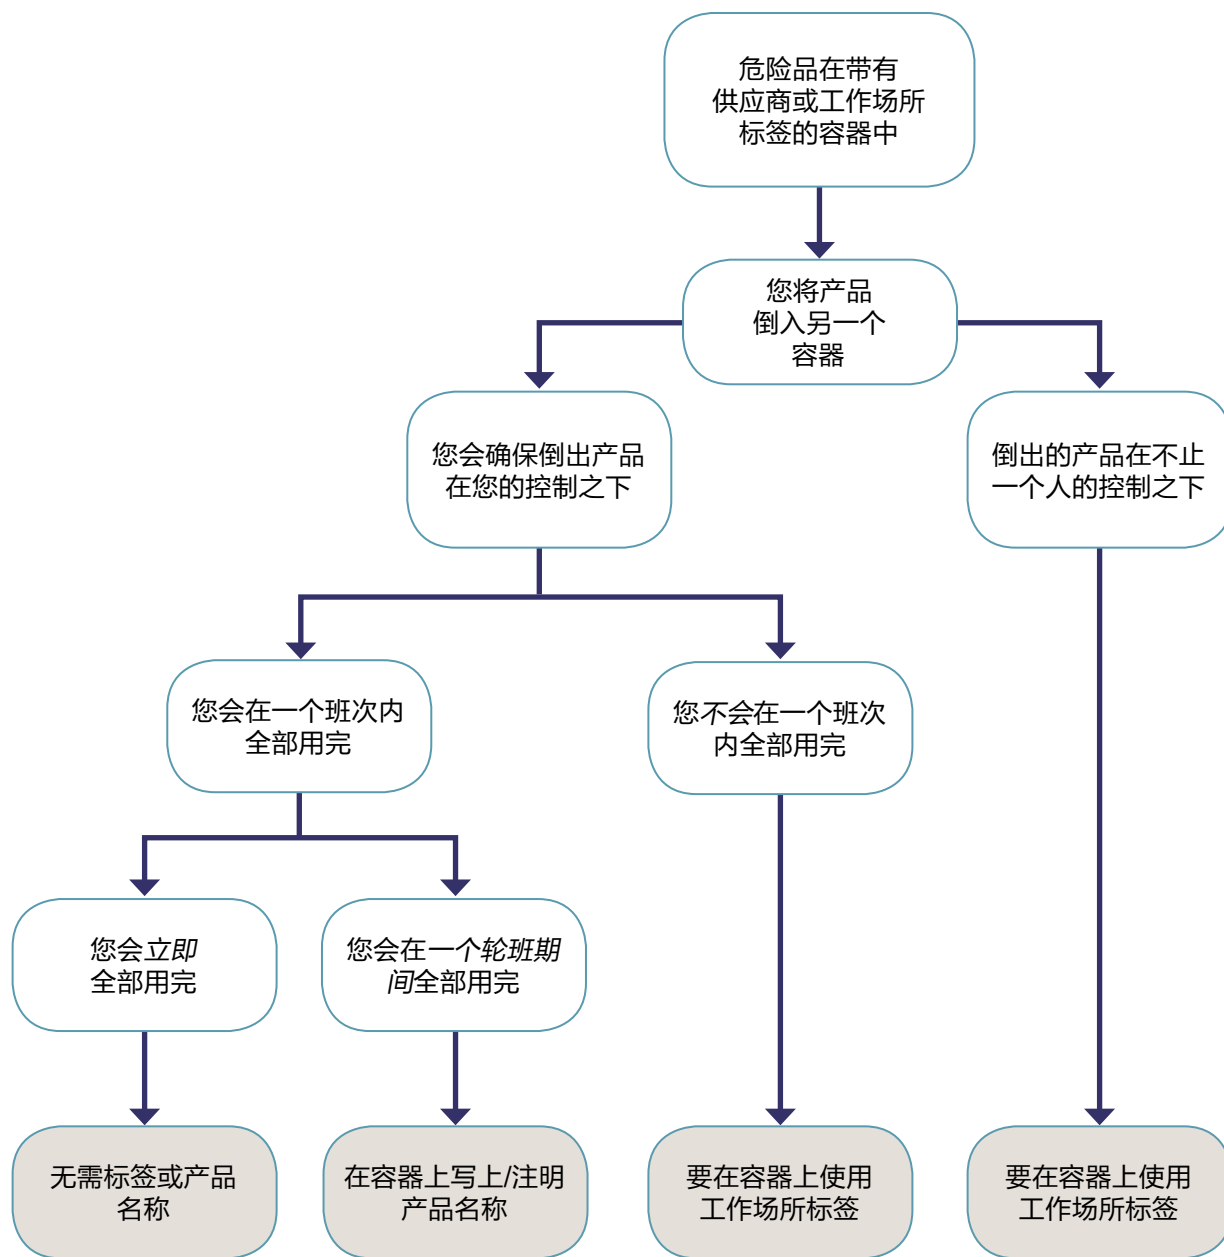 危险品在带有
供应商或工作场所
标签的容器中
您将产品
倒入另一个
容器
您会确保倒出产品
在您的控制之下
倒出的产品在不止
一个人的控制之下
您会在一个班次内
全部用完
您不会在一个班次
内全部用完
您会立即
全部用完
您会在一个轮班期
间全部用完
无需标签或产品
名称
在容器上写上/注明
产品名称
要在容器上使用
工作场所标签
要在容器上使用
工作场所标签